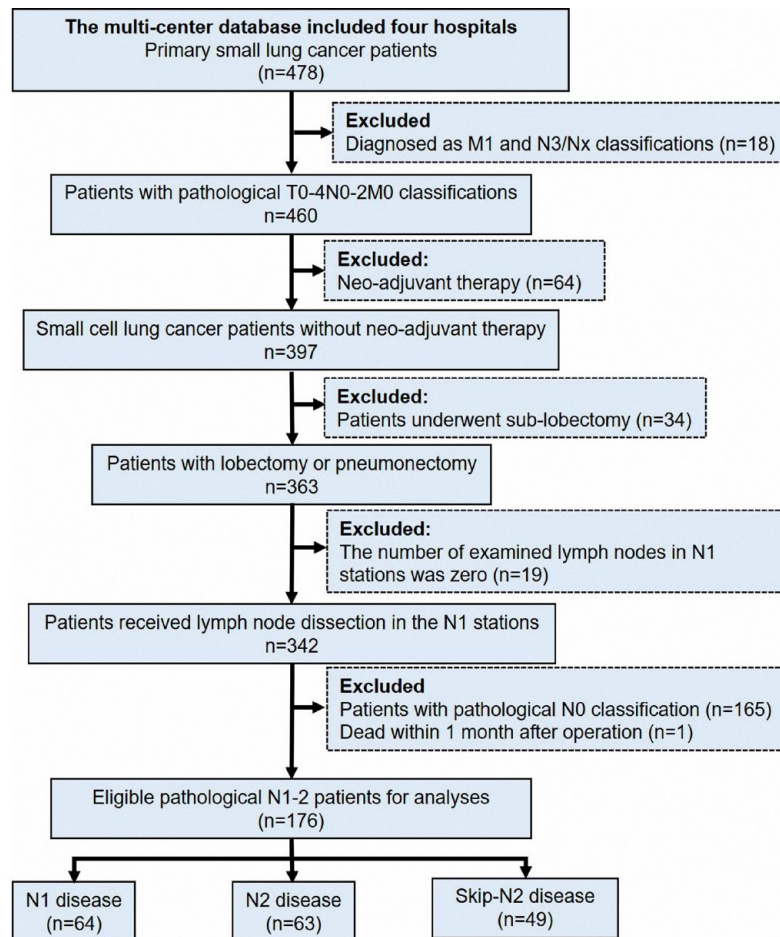 The multi-center database included four hospitals
Primary small lung cancer patients
(n=478)
Excluded
Diagnosed as M1 and N3/Nx classifications (n=18)
Patients with pathological T0-4N0-2M0 classifications
n=460
Excluded:
Neo-adjuvant therapy (n=64)
Small cell lung cancer patients without neo-adjuvant therapy
n=397
Excluded:
Patients underwent sub-lobectomy (n=34)
Patients with lobectomy or pneumonectomy
n=363
Excluded:
The number of examined lymph nodes in N1
stations was zero (n=19)
Patients received lymph node dissection in the N1 stations
n=342
Excluded
Patients with pathological N0 classification (n=165)
Dead within 1 month after operation (n=1)
Eligible pathological N1-2 patients for analyses
(n=176)
N1 disease
(n=64)
N2 disease
(n=63)
Skip-N2 disease
(n=49)